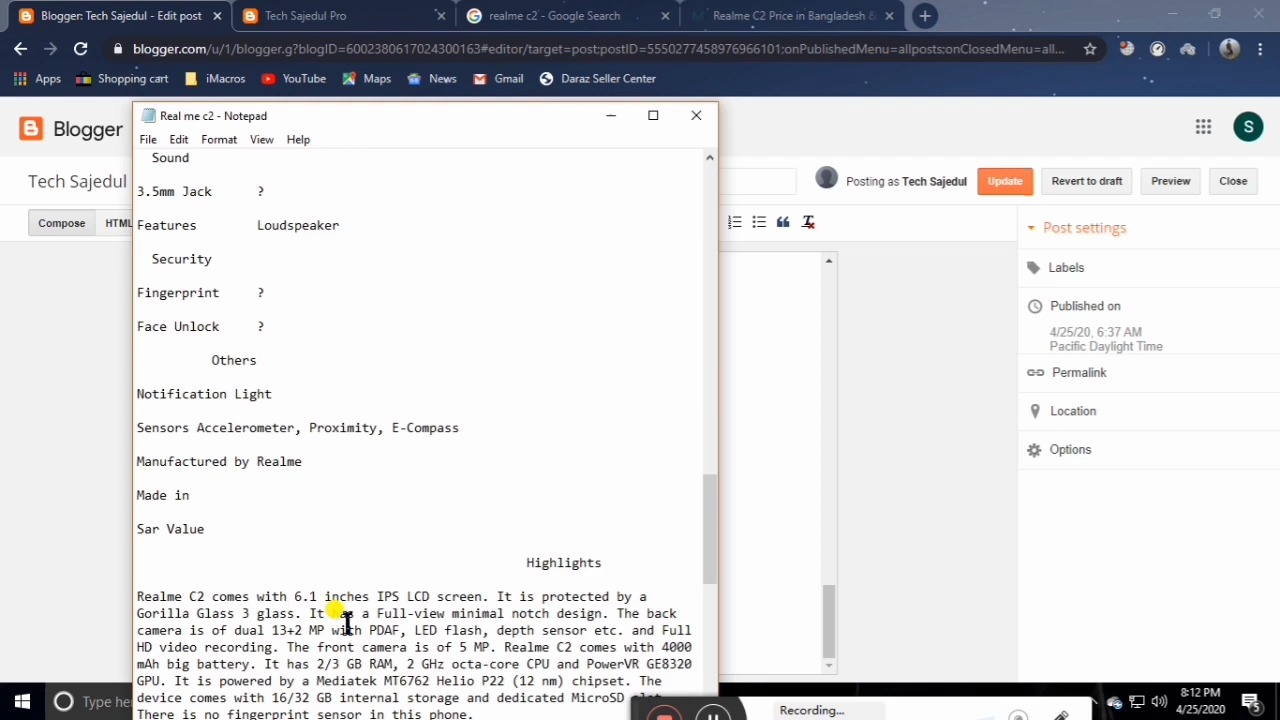 Blogger: Tech Sajedul - Edit post
Tech Sajedul Pro
realme c2 - Google Search
Realme C2 Price in Bangladesh &
blogger.com/u/1/blogger.g?blogID=6002380617024300163#editor/target=post;postID=5550277458976966101;onPublishedMenu=allposts;onClosedMenu=all...
Apps
Shopping cart
iMacros
YouTube
Maps
News
Gmail
Daraz Seller Center
Real me c2 - Notepad
Blogger
S
File Edit Format View Help
Sound
Tech Sajedul
Posting as Tech Sajedul
Update
Revert to draft
Preview
Close
3.5mm Jack ?
Compose
HTML
Features Loudspeaker
Post settings
Security
Labels
Fingerprint ?
Published on
4/25/20, 6:37 AM
Pacific Daylight Time
Face Unlock ?
Others
Permalink
Notification Light
Location
Sensors Accelerometer, Proximity, E-Compass
Options
Manufactured by Realme
Made in
Sar Value
Highlights
Realme C2 comes with 6.1 inches IPS LCD screen. It is protected by a
Gorilla Glass 3 glass. It has a Full-view minimal notch design. The back
camera is of dual 13+2 MP with PDAF, LED flash, depth sensor etc. and Full
HD video recording. The front camera is of 5 MP. Realme C2 comes with 4000
mAh big battery. It has 2/3 GB RAM, 2 GHz octa-core CPU and PowerVR GE8320
GPU. It is powered by a Mediatek MT6762 Helio P22 (12 nm) chipset. The
device comes with 16/32 GB internal storage and dedicated MicroSD slot.
There is no fingerprint sensor in this phone.
Type he
Recording...
8:12 PM
4/25/2020
5